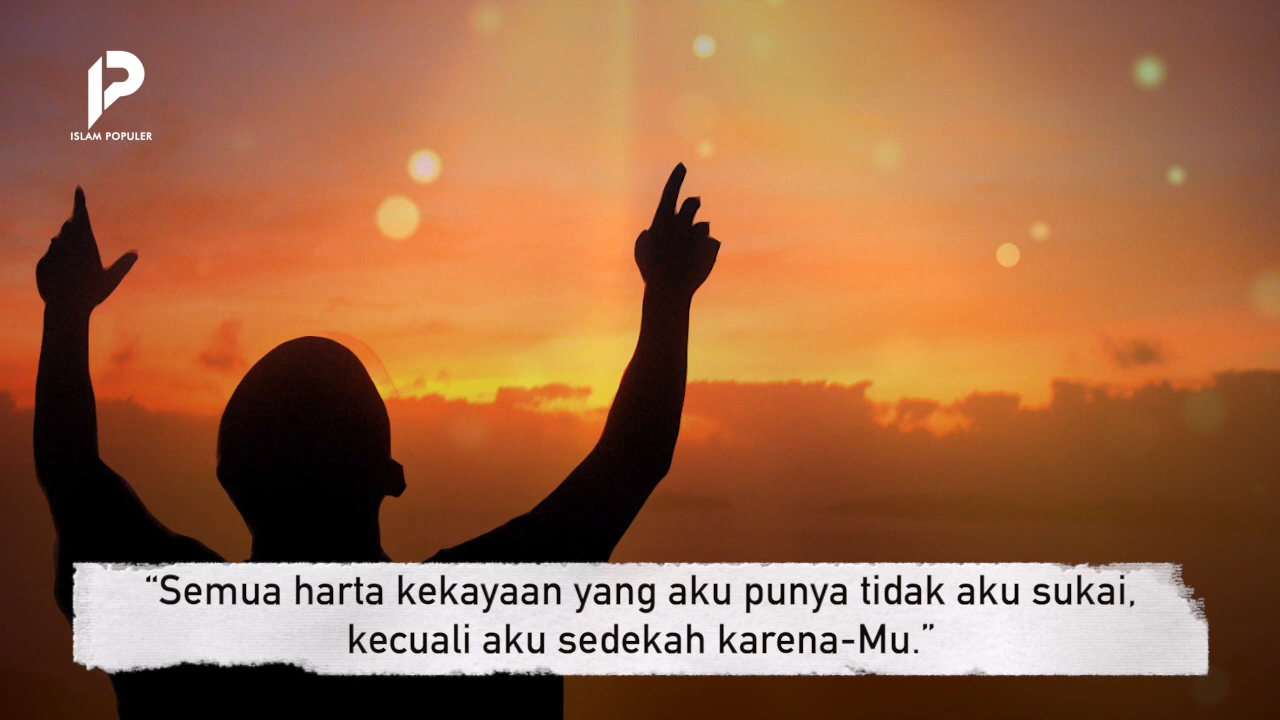 ISLAM POPULER
“Semua harta kekayaan yang aku punya tidak aku sukai,
kecuali aku sedekah karena-Mu.”